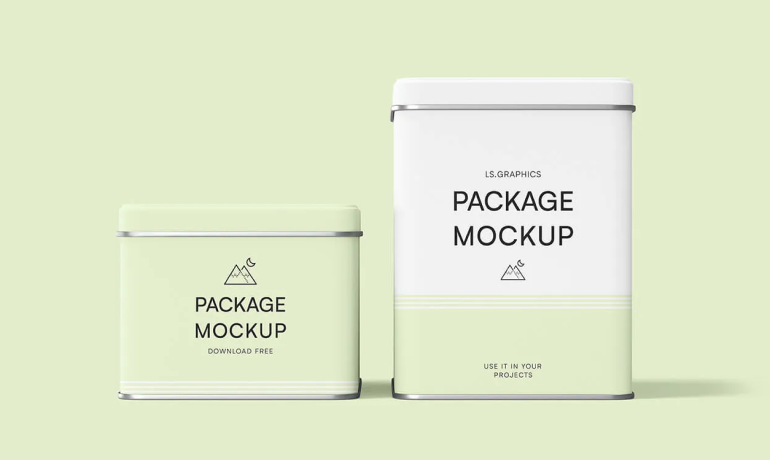 PACKAGE
MOCKUP
DOWNLOAD FREE
LS.GRAPHICS
PACKAGE
MOCKUP
USE IT IN YOUR
PROJECTS